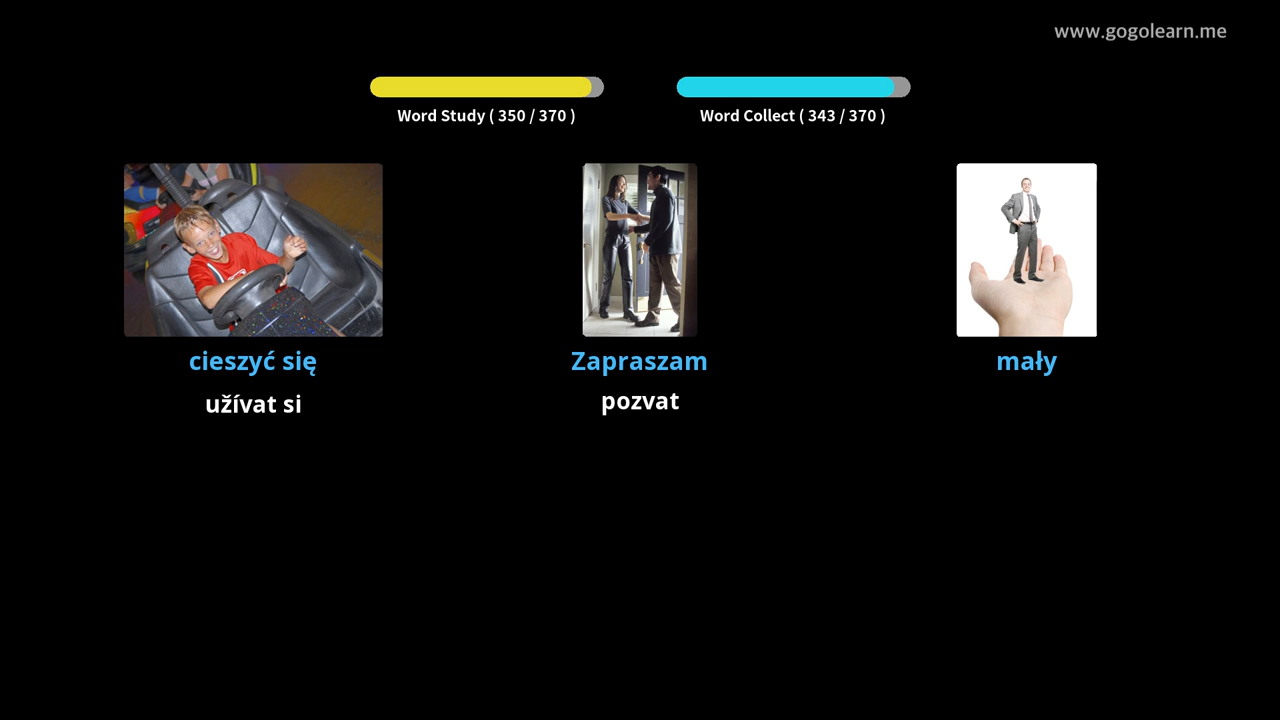 www.gogolearn.me
Word Study ( 350 / 370 )
Word Collect ( 343 / 370 )
cieszyć się
Zapraszam
mały
užívat si
pozvat